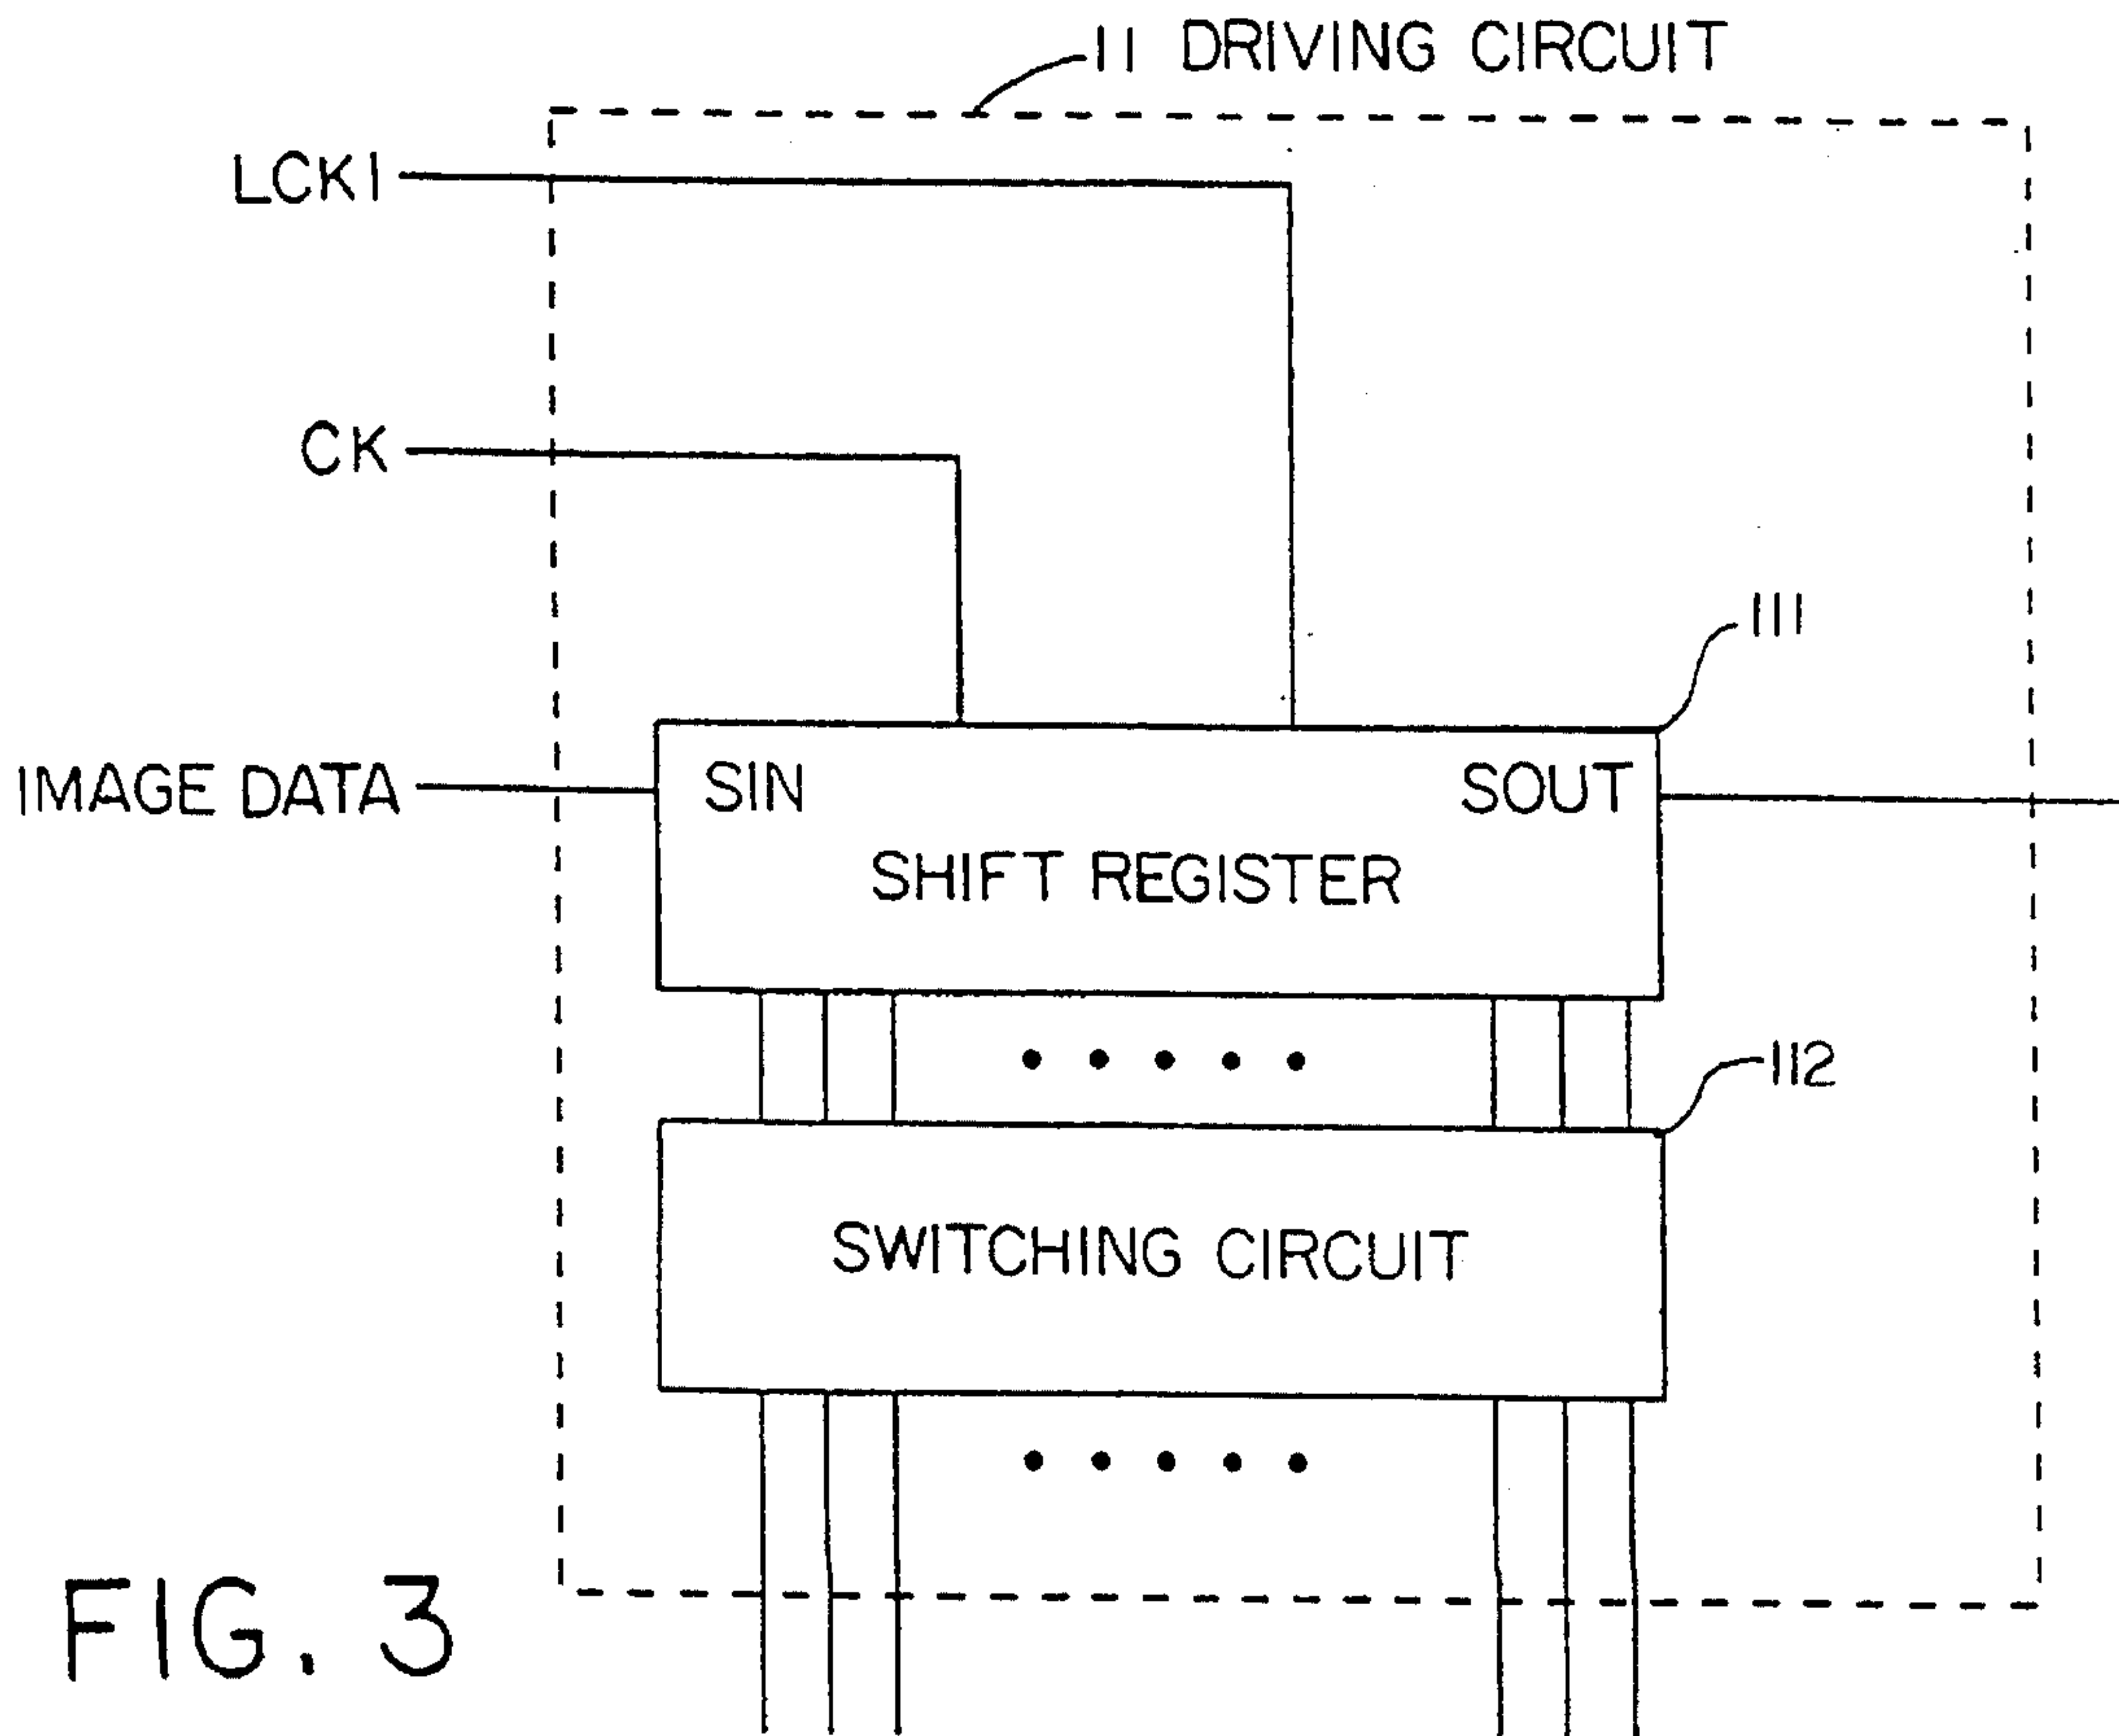 11 DRIVING CIRCUIT
LCK1
CK
111
IMAGE DATA
SIN
SOUT
SHIFT REGISTER
112
SWITCHING CIRCUIT
FIG. 3